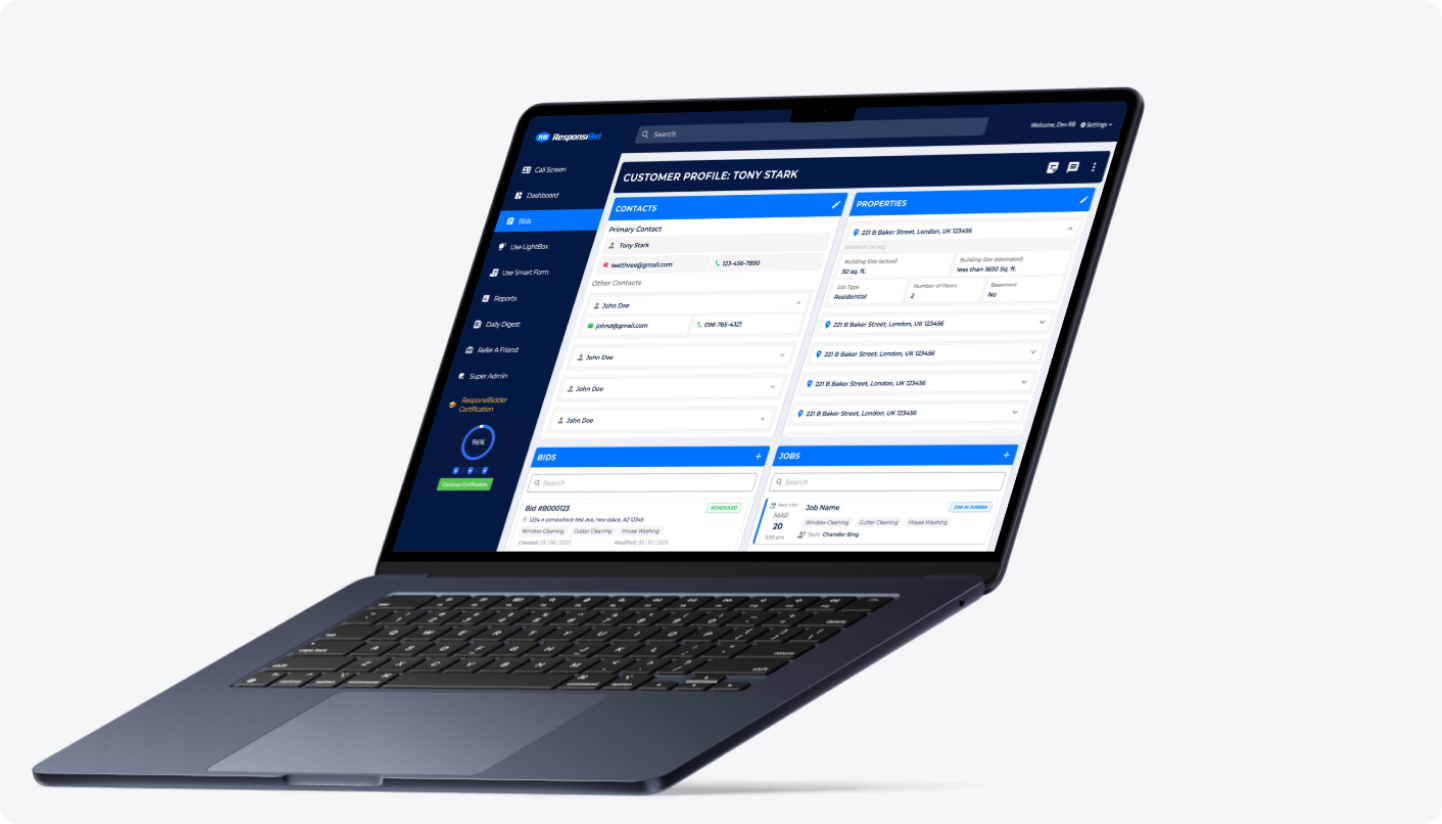 RB ResponsiBid
Search
Welcome, Dev RB Settings
Call Screen
Dashboard
Bids
Use LightBox
Use Smart Form
Reports
Daily Digest
Refer A Friend
Super Admin
ResponsiBidder
Certification
96%
Continue Certification
CUSTOMER PROFILE: TONY STARK
CONTACTS
Primary Contact
Tony Stark
testthree@gmail.com 123-456-7890
Other Contacts
John Doe
johnd@gmail.com 098-765-4321
John Doe
John Doe
John Doe
PROPERTIES
221 B Baker Street, London, UK 123456
PROPERTY DETAILS
Building Size (actual) Building Size (estimated)
50 sq. ft. less than 1600 Sq. ft.
Job Type Number of Floors Basement
Residential 2 No
221 B Baker Street, London, UK 123456
221 B Baker Street, London, UK 123456
221 B Baker Street, London, UK 123456
221 B Baker Street, London, UK 123456
BIDS
Search
Bid #B000123 SCHEDULED
1234 n somewhere test ave, new place, AZ 12345
Window Cleaning Gutter Cleaning House Washing
Created: 03 / 08 / 2023 Modified: 03 / 10 / 2023
JOBS
Search
Next Visit Job Name JOB IN JOBBER
MAR
20
3:59 pm
Window Cleaning Gutter Cleaning House Washing
Tech: Chandler Bing
Q W E R T Y U I O P
A S D F G H J K L
Z X C V B N M
command
command option